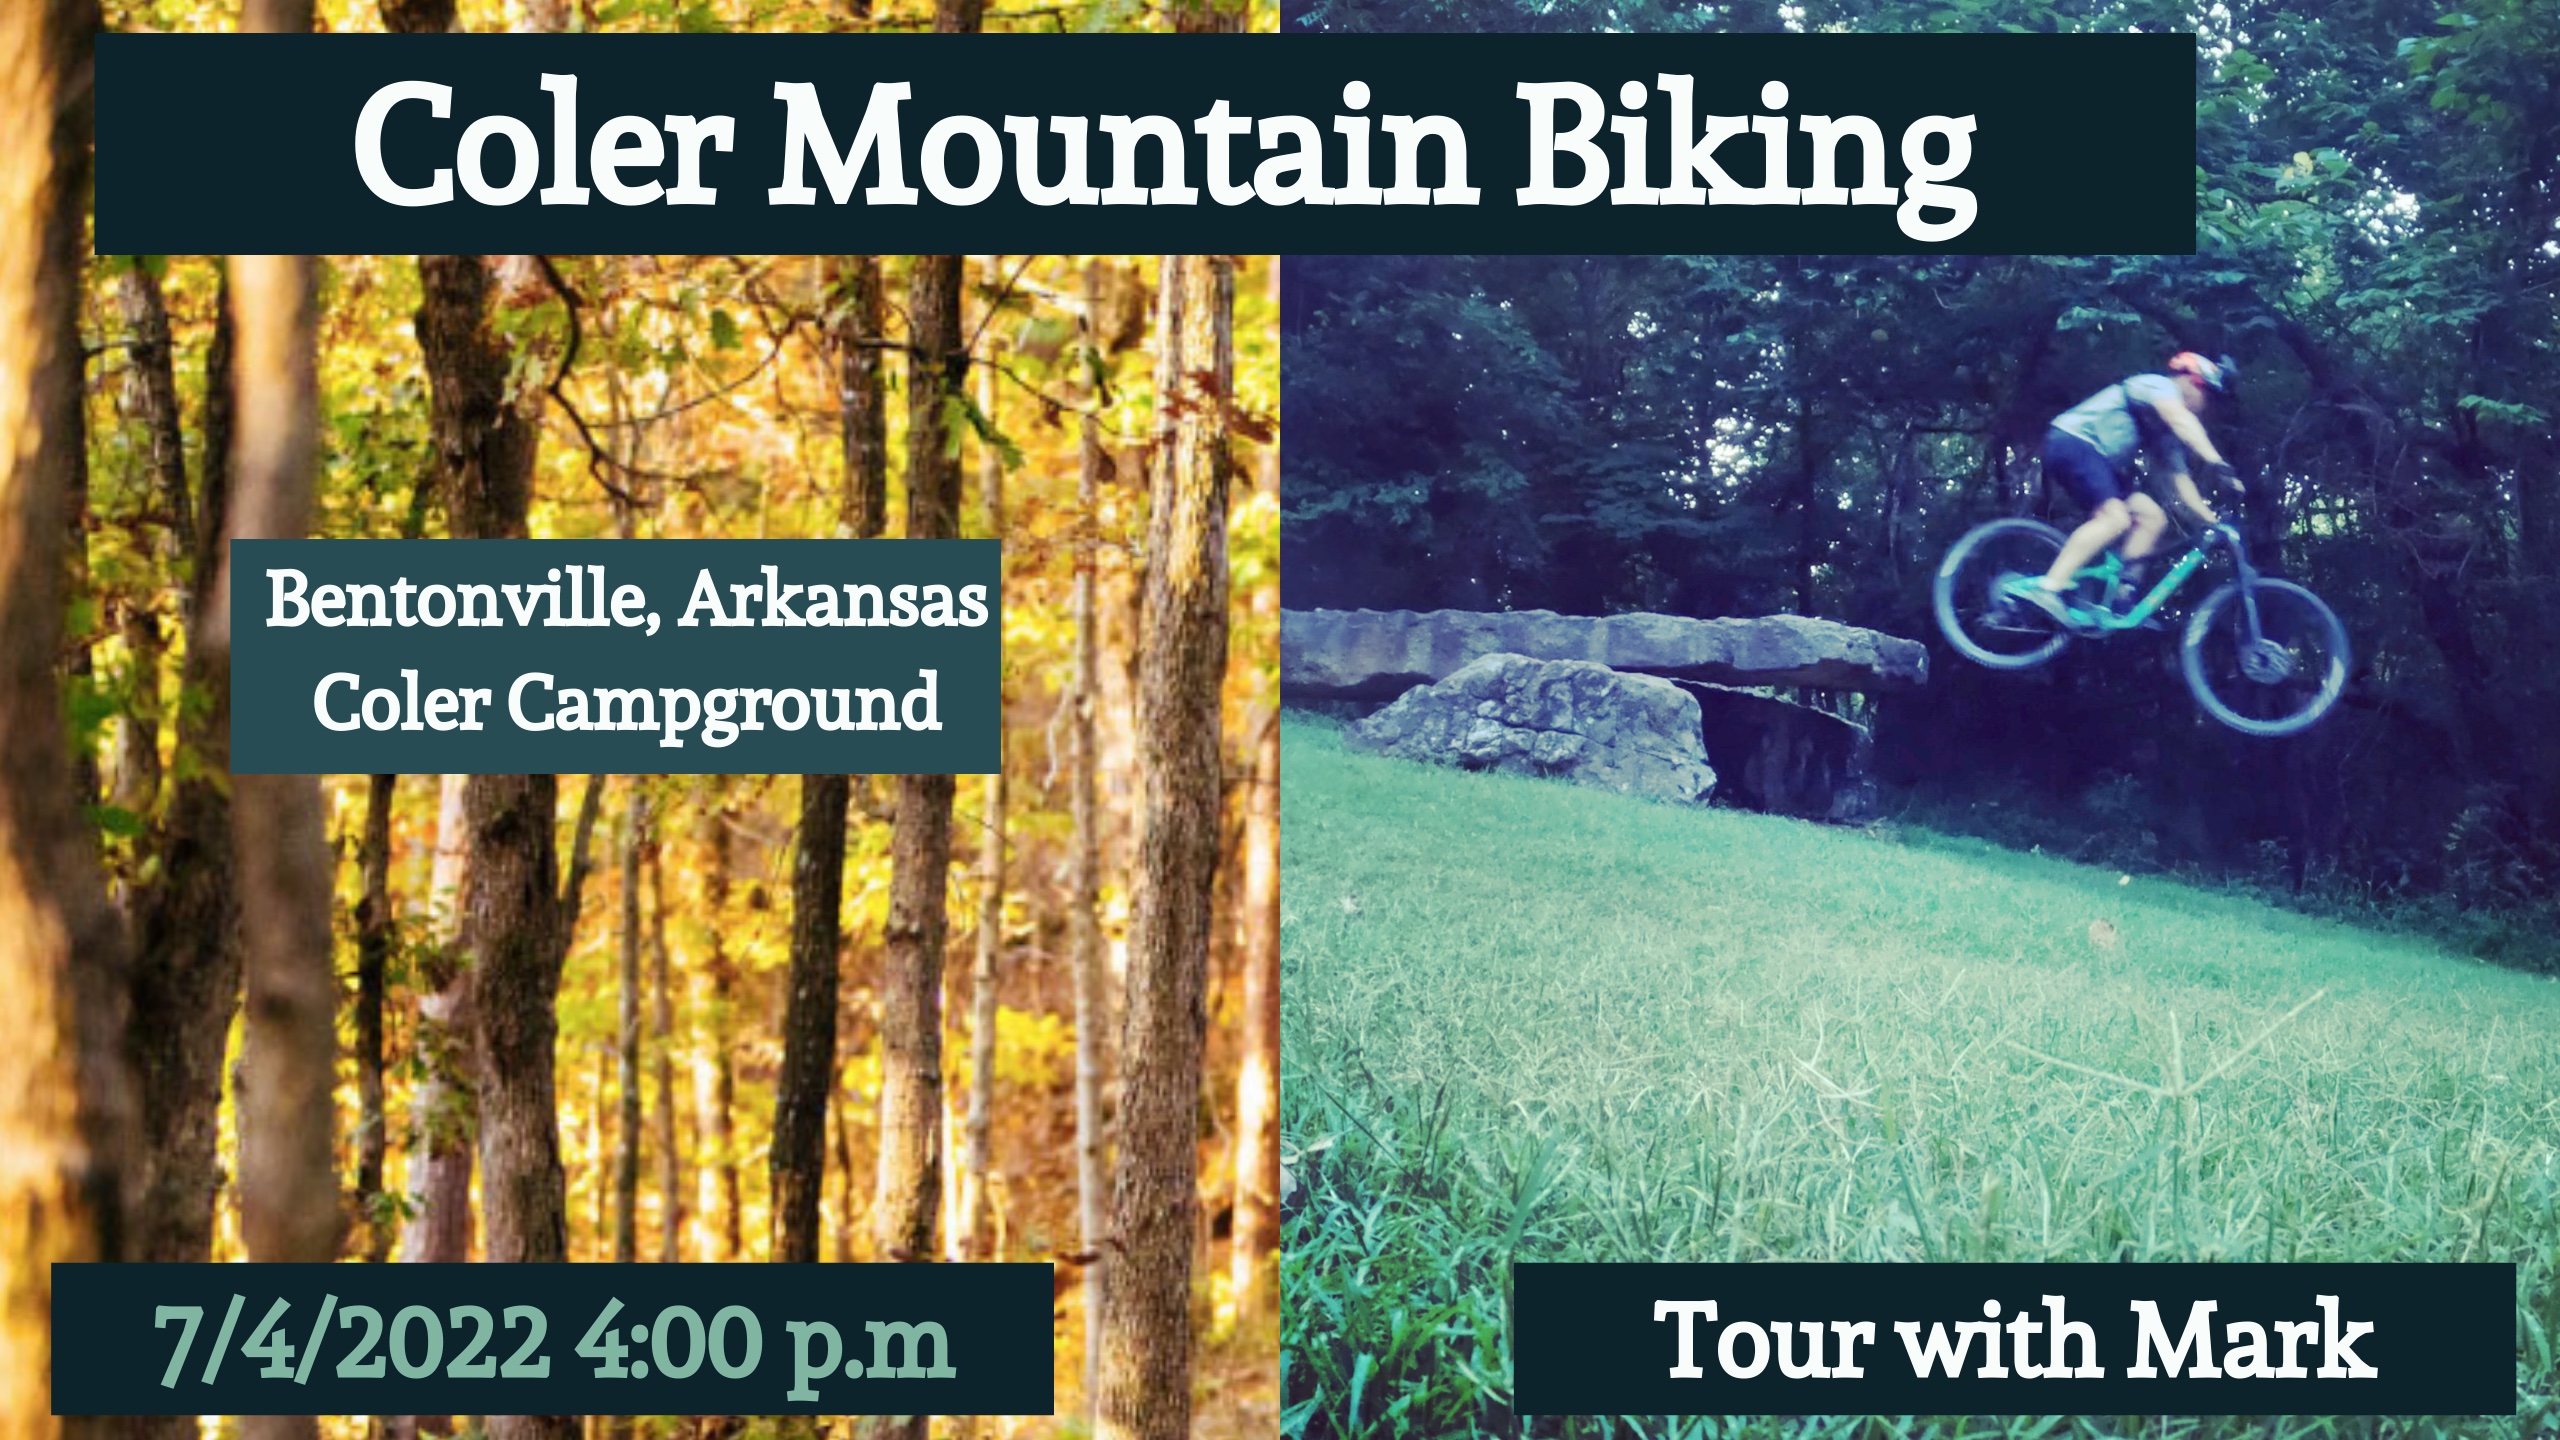 Coler Mountain Biking
Bentonville, Arkansas
Coler Campground
7/4/2022 4:00 p.m
Tour with Mark